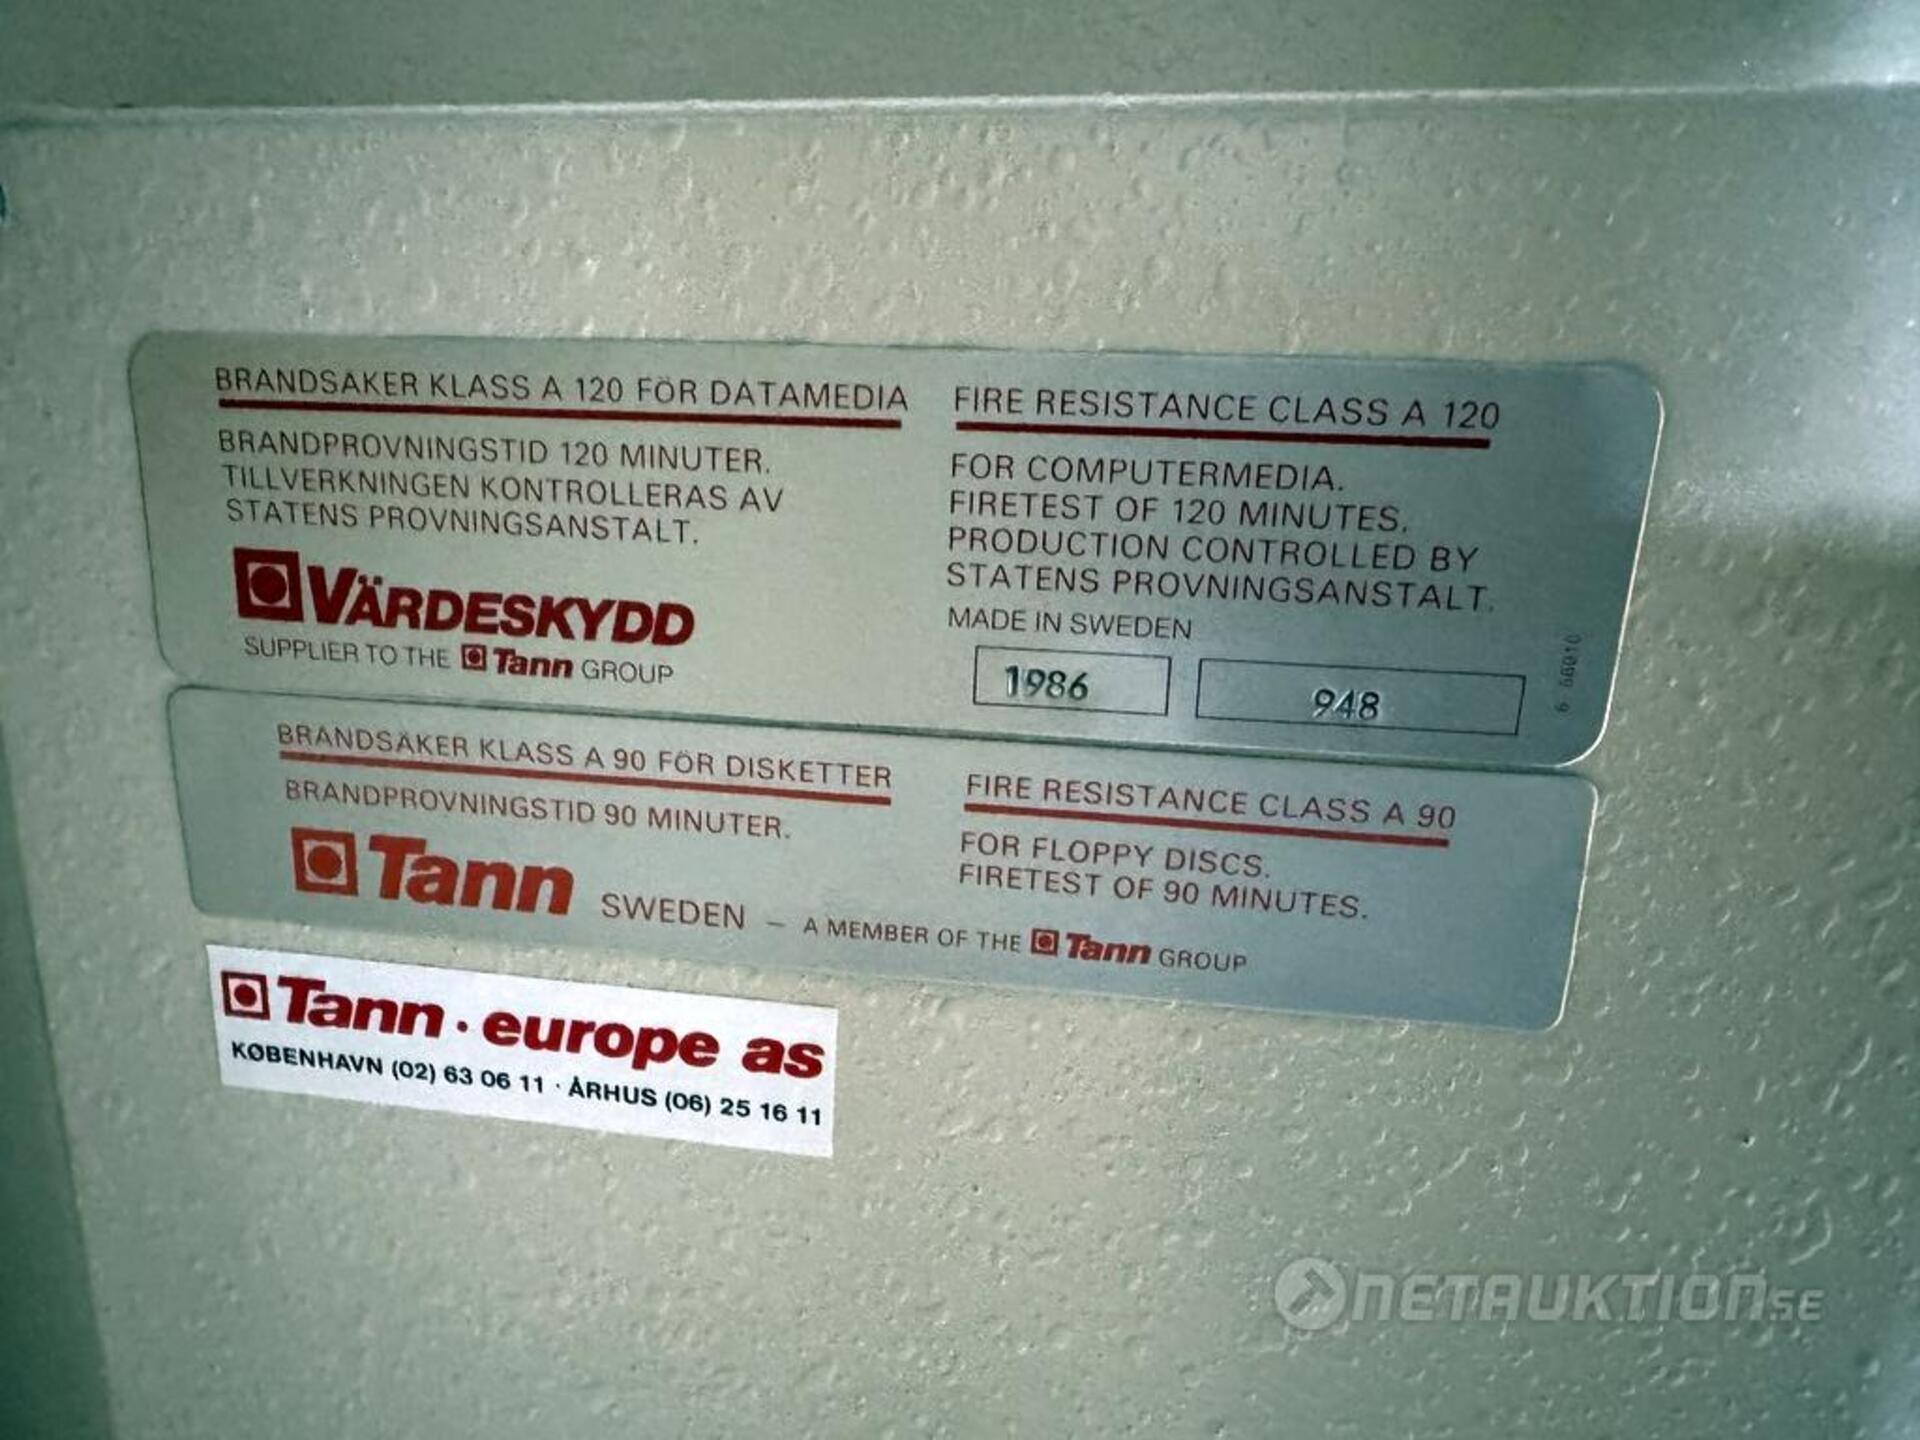 BRANDSÄKER KLASS A 120 FÖR DATAMEDIA
BRANDPROVNINGSTID 120 MINUTER.
TILLVERKNINGEN KONTROLLERAS AV
STATENS PROVNINGSANSTALT.
VÄRDESKYDD
SUPPLIER TO THE Tann GROUP
FIRE RESISTANCE CLASS A 120
FOR COMPUTERMEDIA.
FIRETEST OF 120 MINUTES.
PRODUCTION CONTROLLED BY
STATENS PROVNINGSANSTALT.
MADE IN SWEDEN
1986 948
BRANDSÄKER KLASS A 90 FÖR DISKETTER
BRANDPROVNINGSTID 90 MINUTER.
FIRE RESISTANCE CLASS A 90
FOR FLOPPY DISCS.
FIRETEST OF 90 MINUTES.
Tann SWEDEN – A MEMBER OF THE Tann GROUP
Tann · europe as
KØBENHAVN (02) 63 06 11 · ÅRHUS (06) 25 16 11
NETAUKTION.SE